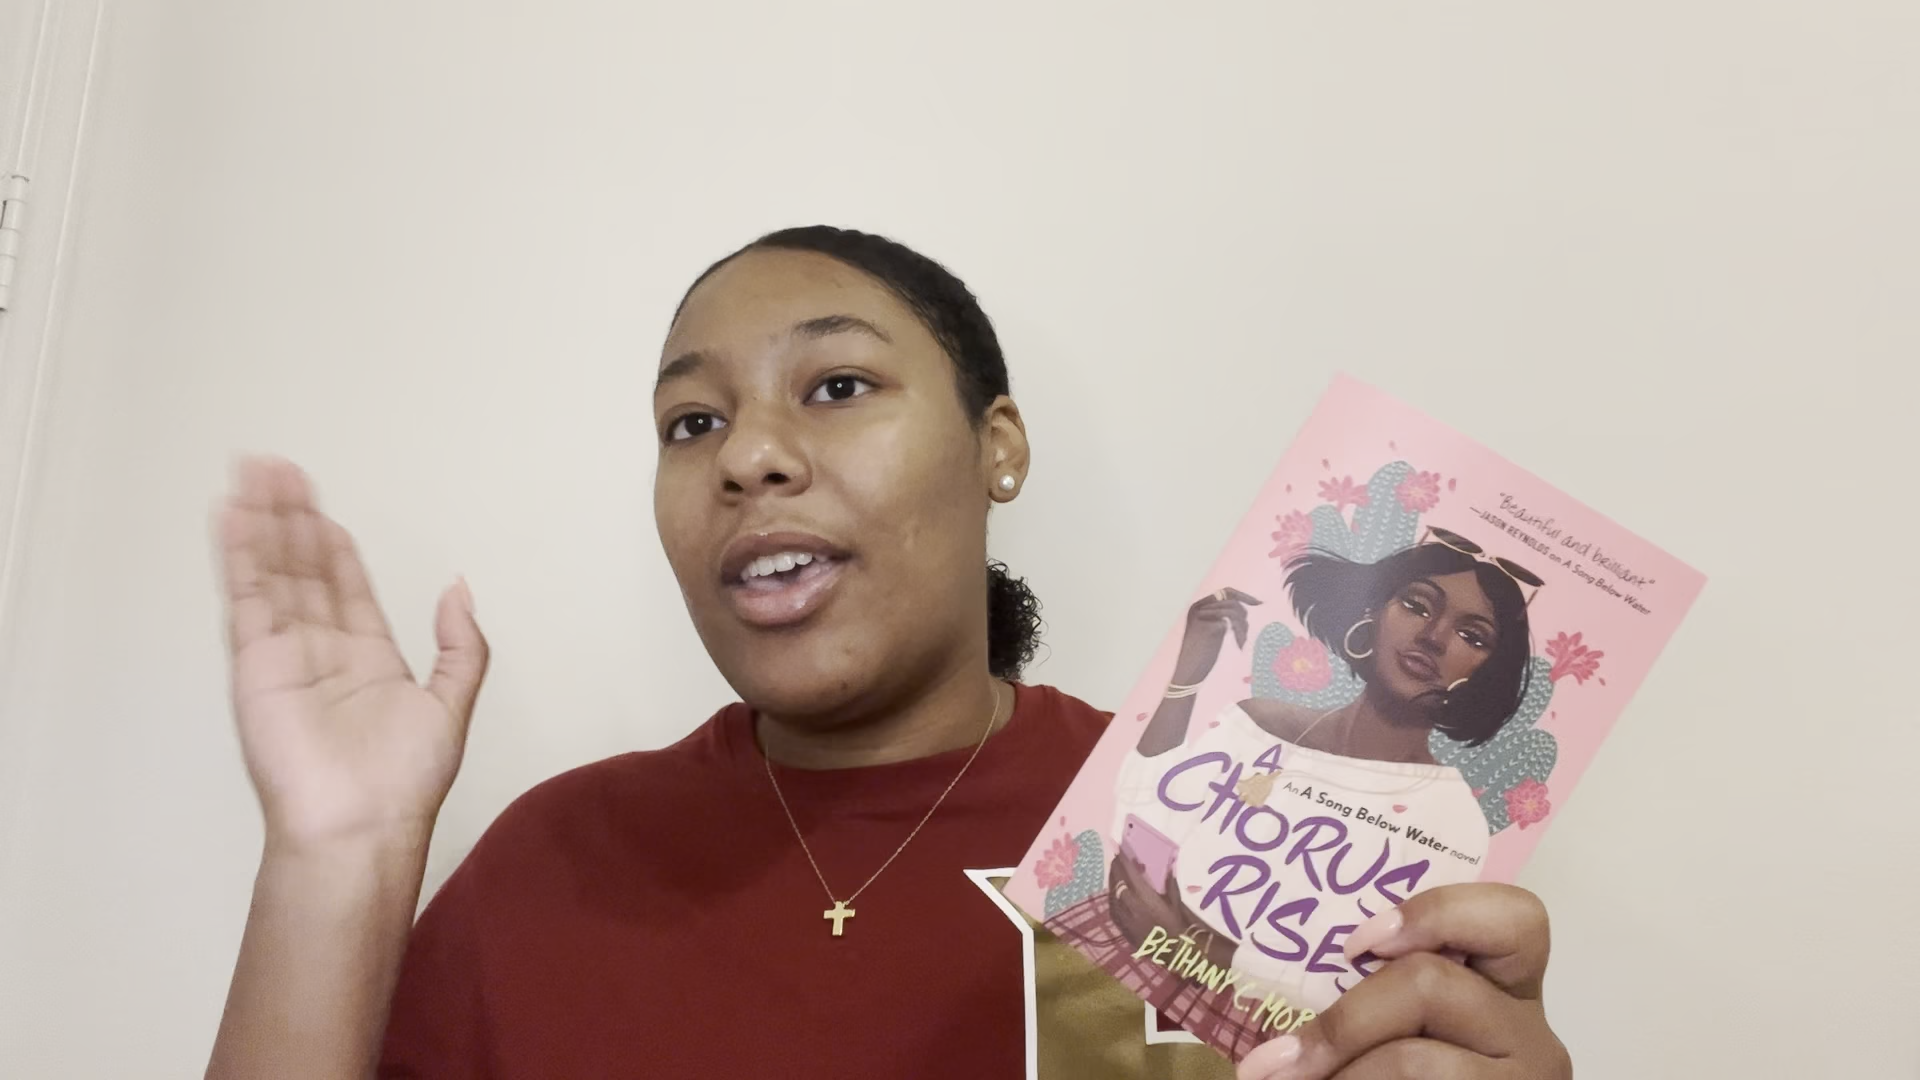 "Beautiful and brilliant"
—JASON REYNOLDS on A Song Below Water
A
CHORUS
An A Song Below Water novel
RISES
BETHANY C. MOR